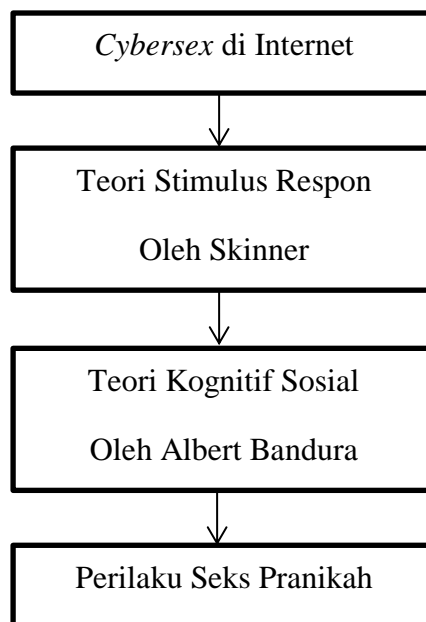 Cybersex di Internet
Teori Stimulus Respon
Oleh Skinner
Teori Kognitif Sosial
Oleh Albert Bandura
Perilaku Seks Pranikah